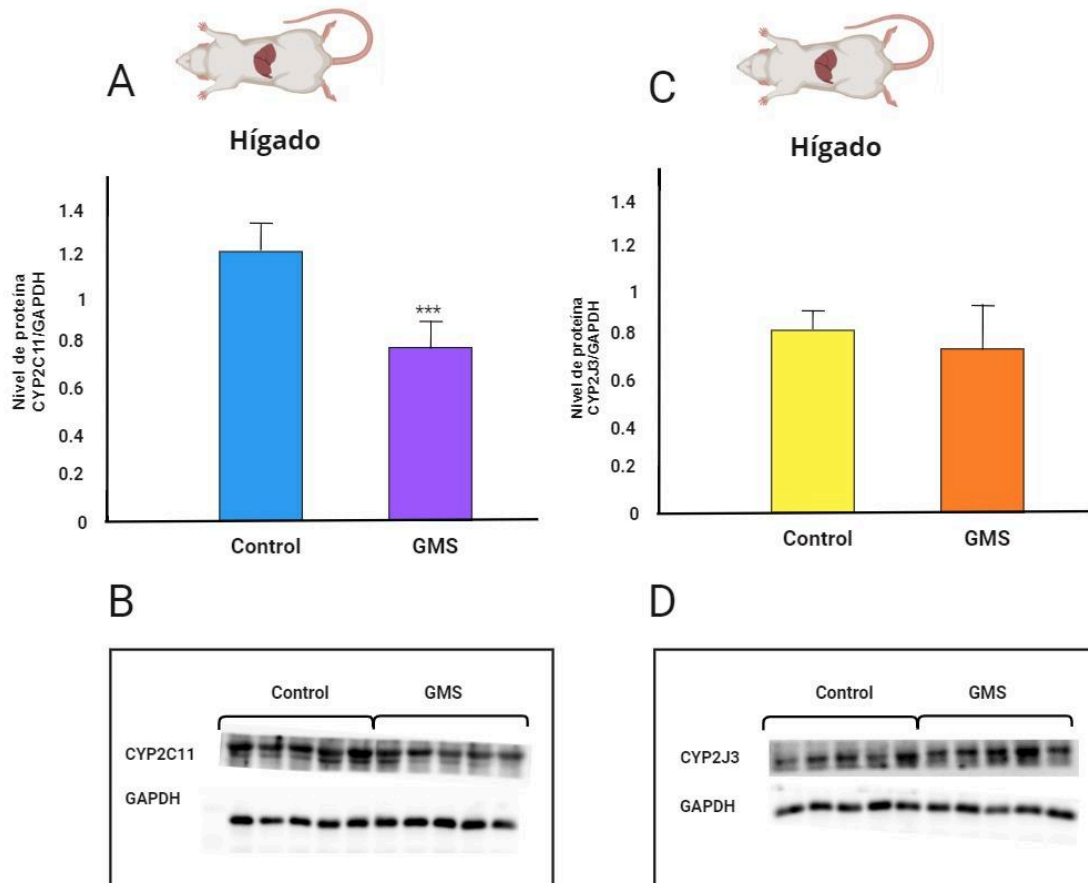 A
Hígado
Nivel de proteína
CYP2C11/GAPDH
1.4
1.2
1
0.8
0.6
0.4
0.2
0
***
Control
GMS
C
Hígado
Nivel de proteína
CYP2J3/GAPDH
1.4
1.2
1
0.8
0.6
0.4
0.2
0
Control
GMS
B
Control
GMS
CYP2C11
GAPDH
D
Control
GMS
CYP2J3
GAPDH